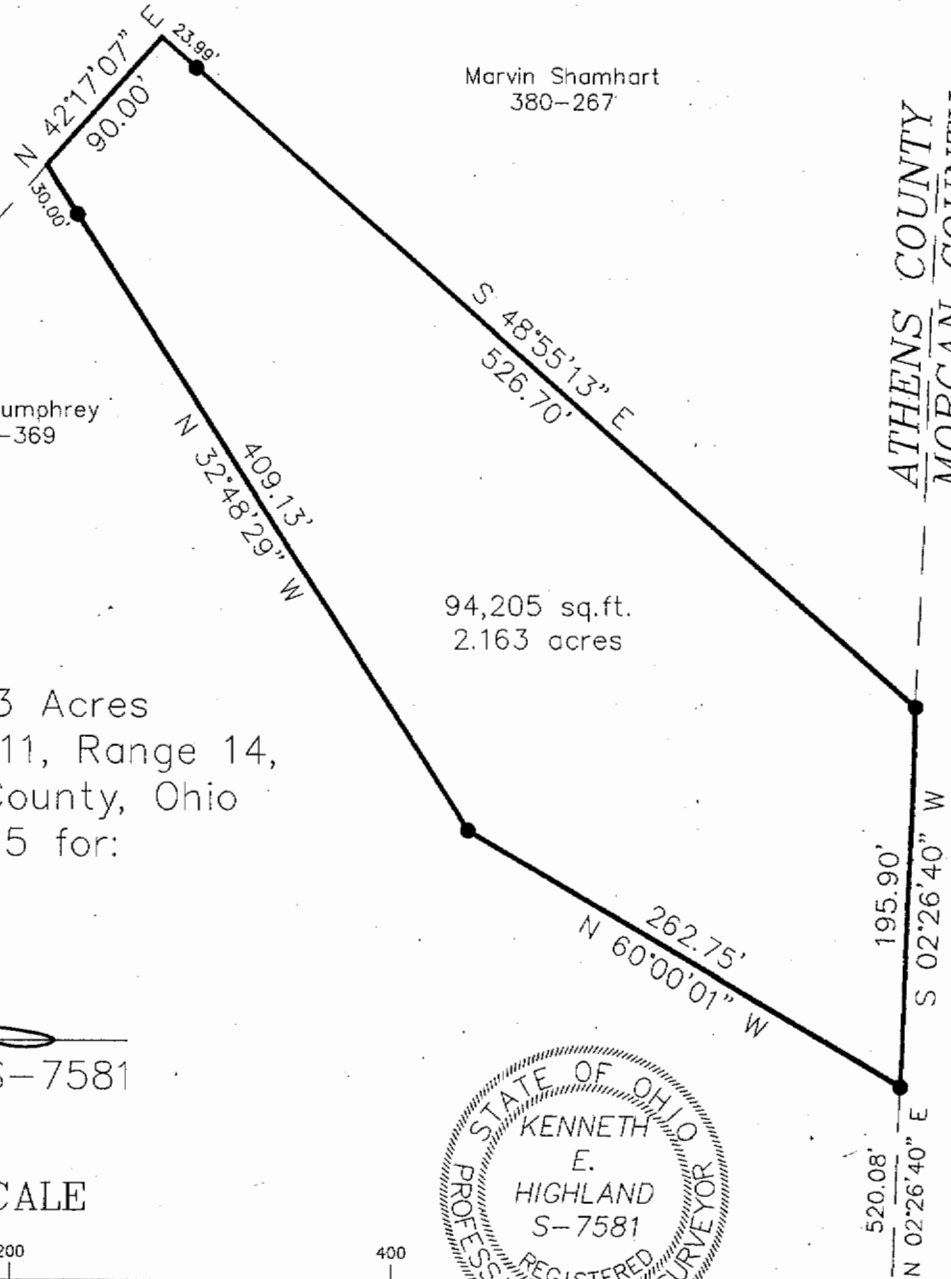 N 42°17'07" E
90.00'
23.99'
30.00'
Marvin Shamhart
380-267
ATHENS COUNTY
MORGAN COUNTY
S 48°55'13" E
526.70'
umphrey
-369
409.13'
N 32°48'29" W
94,205 sq.ft.
2.163 acres
3 Acres
11, Range 14,
County, Ohio
5 for:
195.90'
S 02°26'40" W
262.75'
N 60°00'01" W
S-7581
STATE OF OHIO
KENNETH
E.
HIGHLAND
S-7581
REGISTERED
PROFESS
SURVEYOR
520.08'
N 02°26'40" E
CALE
200
400